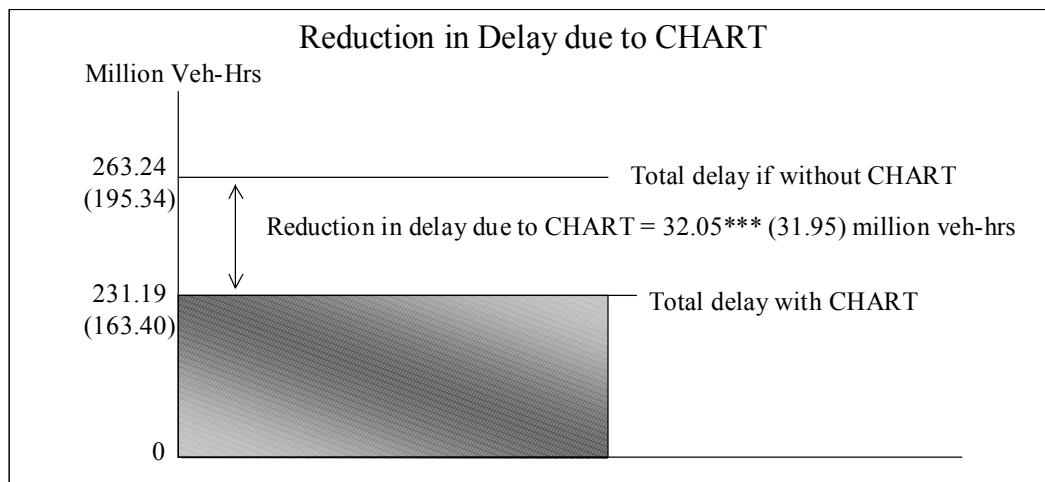 Reduction in Delay due to CHART
Million Veh-Hrs
263.24
(195.34)
Total delay if without CHART
Reduction in delay due to CHART = 32.05*** (31.95) million veh-hrs
231.19
(163.40)
Total delay with CHART
0